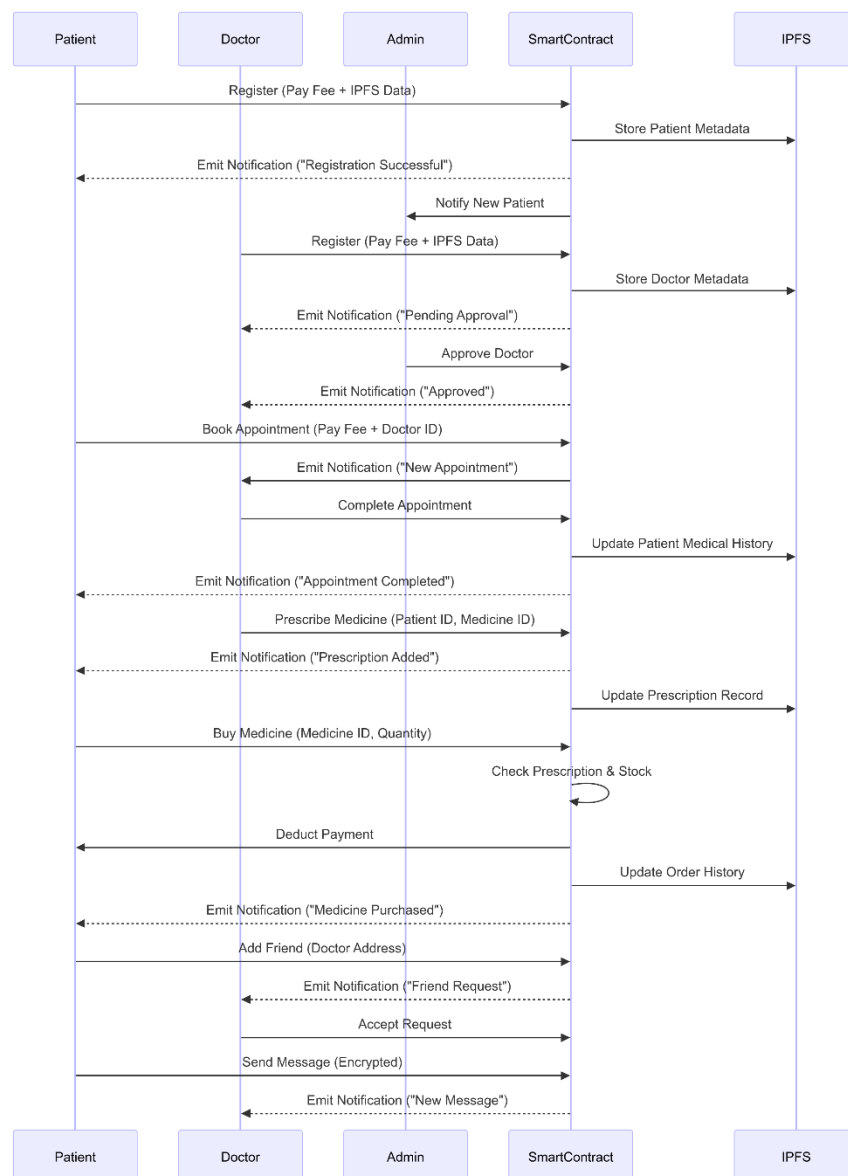 Patient Doctor Admin SmartContract IPFS
Register (Pay Fee + IPFS Data)
Store Patient Metadata
Emit Notification ("Registration Successful")
Notify New Patient
Register (Pay Fee + IPFS Data)
Store Doctor Metadata
Emit Notification ("Pending Approval")
Approve Doctor
Emit Notification ("Approved")
Book Appointment (Pay Fee + Doctor ID)
Emit Notification ("New Appointment")
Complete Appointment
Update Patient Medical History
Emit Notification ("Appointment Completed")
Prescribe Medicine (Patient ID, Medicine ID)
Emit Notification ("Prescription Added")
Update Prescription Record
Buy Medicine (Medicine ID, Quantity)
Check Prescription & Stock
Deduct Payment
Update Order History
Emit Notification ("Medicine Purchased")
Add Friend (Doctor Address)
Emit Notification ("Friend Request")
Accept Request
Send Message (Encrypted)
Emit Notification ("New Message")
Patient Doctor Admin SmartContract IPFS